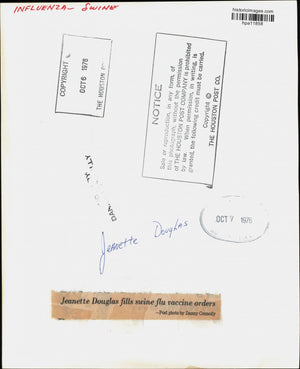 INFLUENZA - SWINE
historicimages.com
COPYRIGHT
OCT 6 1976
THE HOUSTON
NOTICE
Sale or reproduction, in any form, of
this photograph, without the permission
of THE HOUSTON POST COMPANY is prohibited
by law. When permission, in writing, is
granted, the following credit must be carried.
Copyright ©
THE HOUSTON POST CO.
OCT 7 1976
Jeanette Douglas
Jeanette Douglas fills swine flu vaccine orders
—Post photo by Danny Connolly